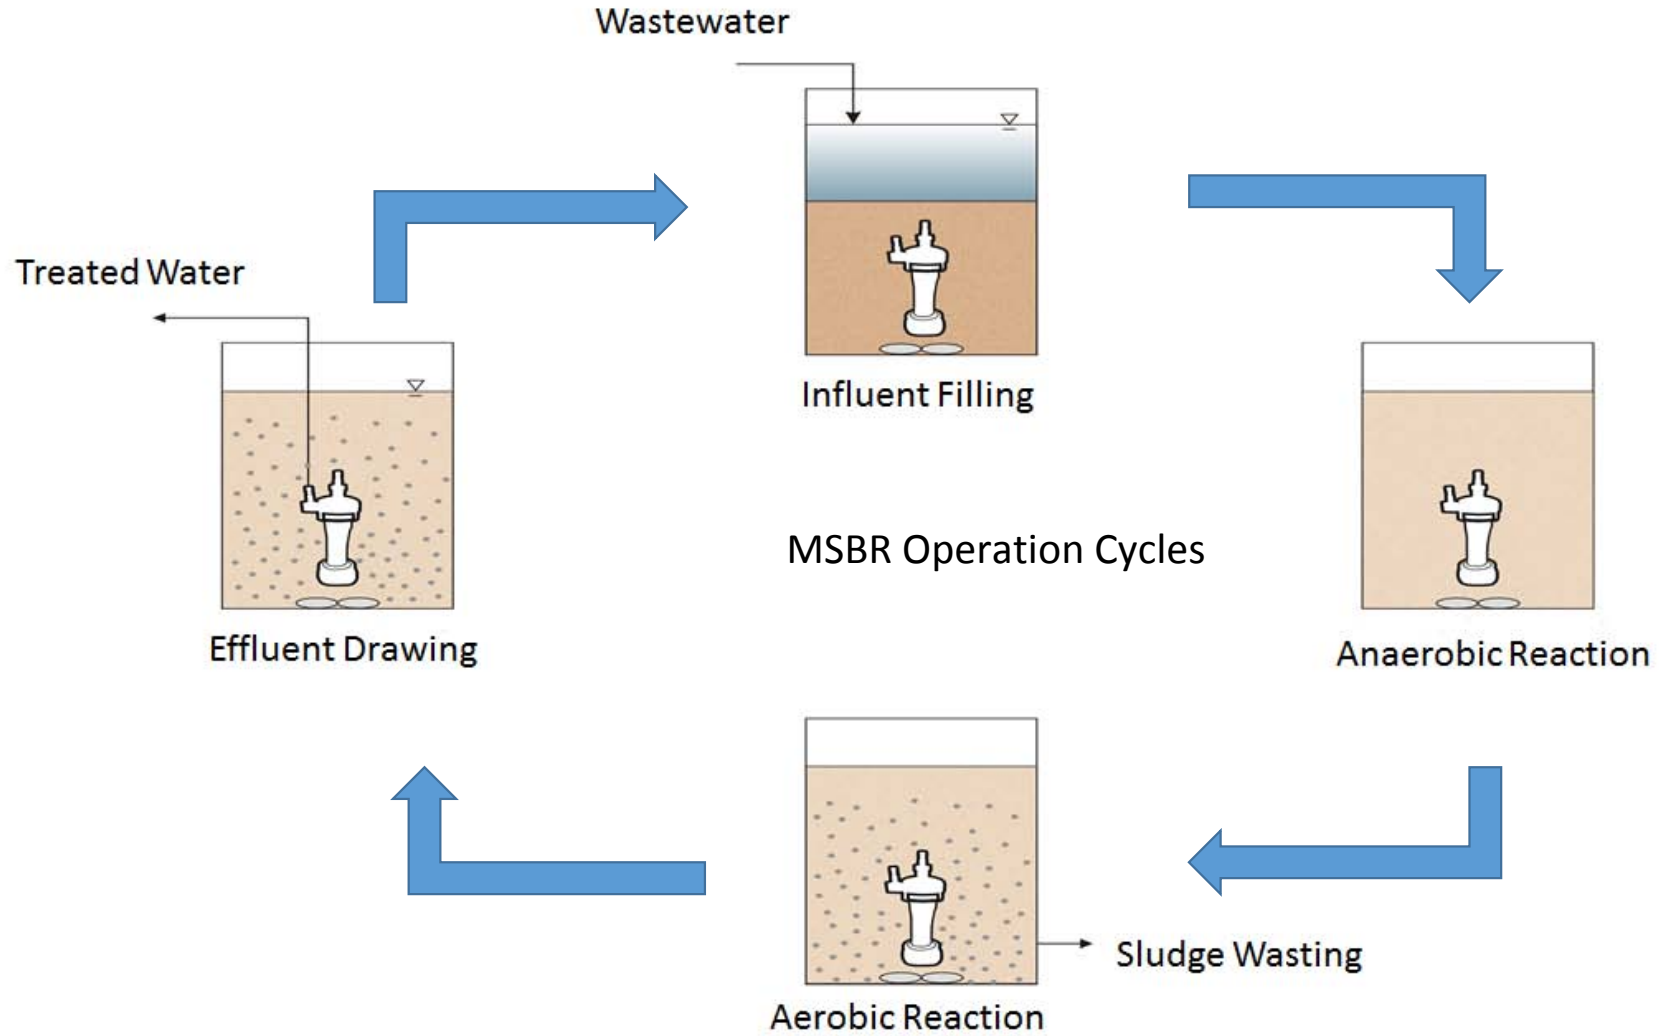 Wastewater
Treated Water
Influent Filling
MSBR Operation Cycles
Effluent Drawing
Anaerobic Reaction
Sludge Wasting
Aerobic Reaction